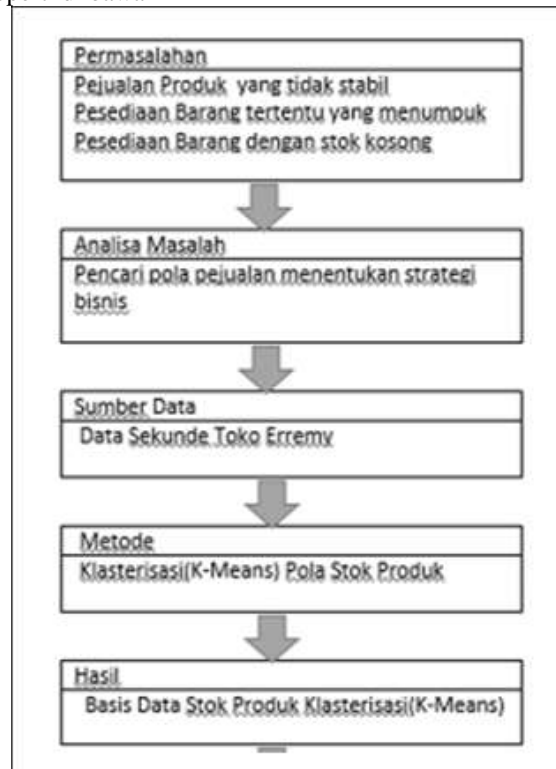 Permasalahan
Pejualan Produk yang tidak stabil
Pesediaan Barang tertentu yang menumpuk
Pesediaan Barang dengan stok kosong
Analisa Masalah
Pencari pola pejualan menentukan strategi
bisnis
Sumber Data
Data Sekunde Toko Erremy
Metode
Klasterisasi(K-Means) Pola Stok Produk
Hasil
Basis Data Stok Produk Klasterisasi(K-Means)